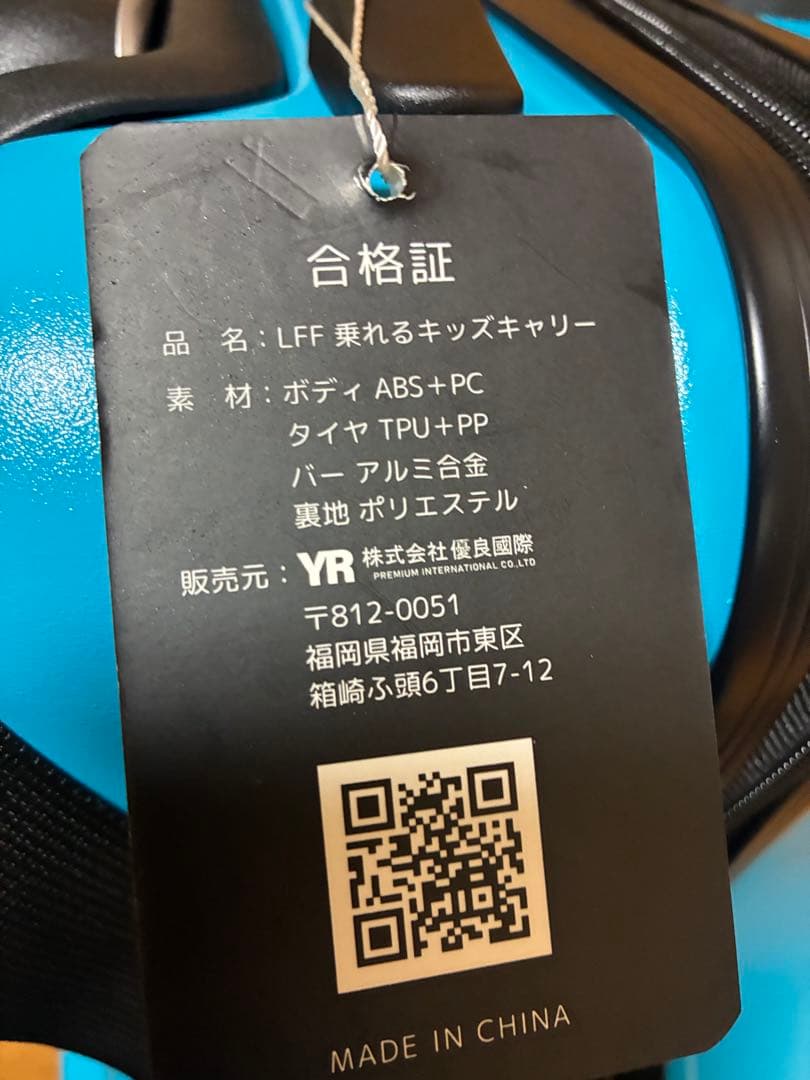 合格証
品 名：LFF 乗れるキッズキャリー
素 材：ボディ ABS＋PC
タイヤ TPU＋PP
バー アルミ合金
裏地 ポリエステル
販売元：YR 株式会社優良國際
PREMIUM INTERNATIONAL CO.,LTD
〒812-0051
福岡県福岡市東区
箱崎ふ頭6丁目7-12
MADE IN CHINA